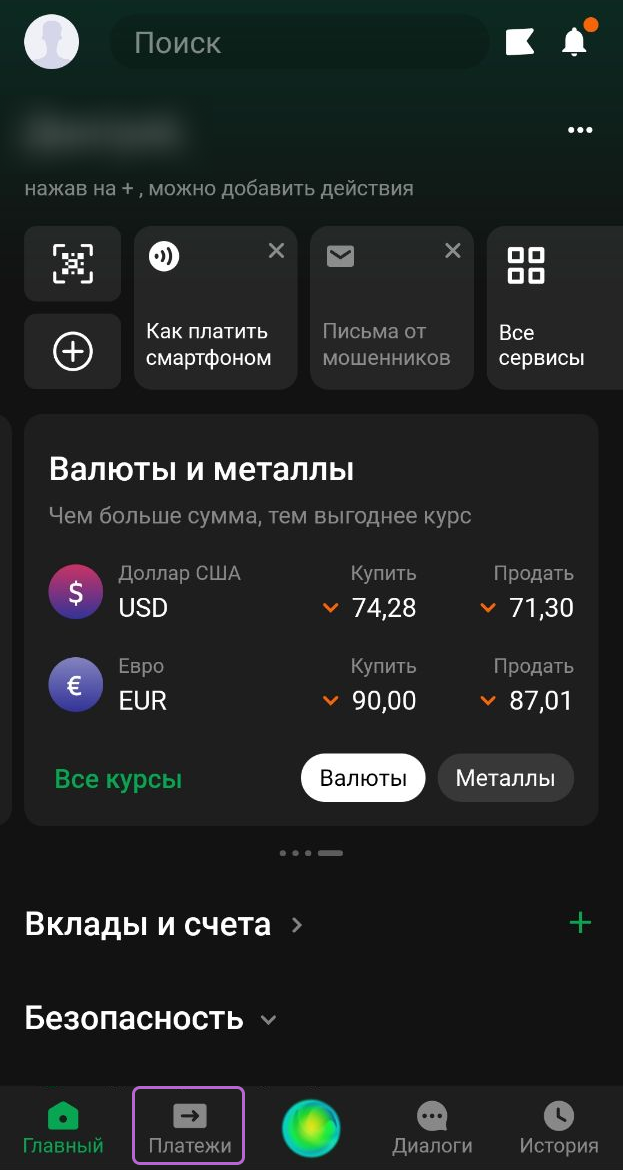 Поиск
нажав на + , можно добавить действия
Как платить
смартфоном
Письма от
мошенников
Все
сервисы
Валюты и металлы
Чем больше сумма, тем выгоднее курс
$ Доллар США Купить Продать
USD 74,28 71,30
€ Евро Купить Продать
EUR 90,00 87,01
Все курсы Валюты Металлы
Вклады и счета
Безопасность
Главный Платежи Диалоги История